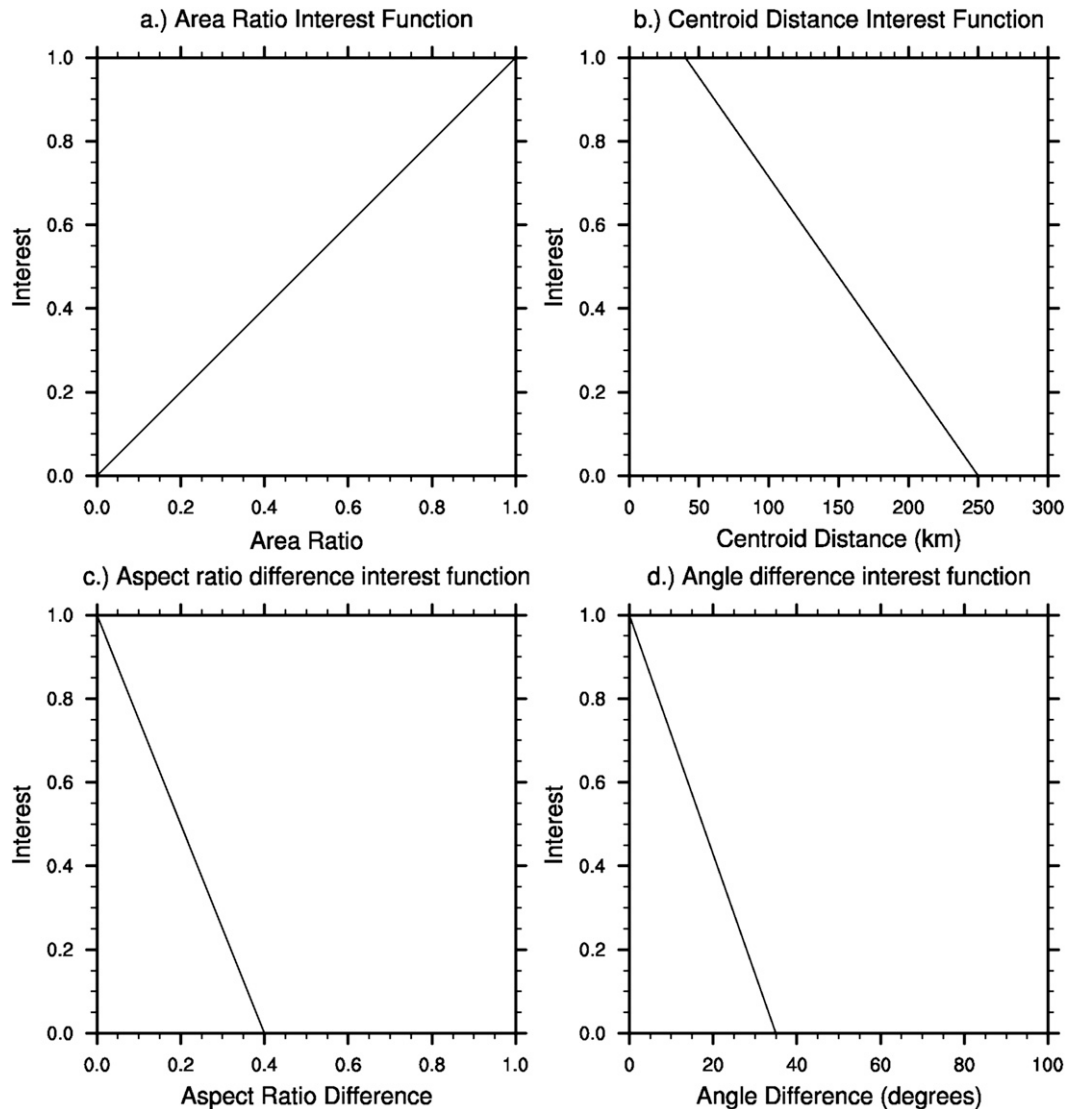 a.) Area Ratio Interest Function
1.0
0.8
0.6
0.4
0.2
0.0
Interest
0.0 0.2 0.4 0.6 0.8 1.0
Area Ratio
b.) Centroid Distance Interest Function
1.0
0.8
0.6
0.4
0.2
0.0
Interest
0 50 100 150 200 250 300
Centroid Distance (km)
c.) Aspect ratio difference interest function
1.0
0.8
0.6
0.4
0.2
0.0
Interest
0.0 0.2 0.4 0.6 0.8 1.0
Aspect Ratio Difference
d.) Angle difference interest function
1.0
0.8
0.6
0.4
0.2
0.0
Interest
0 20 40 60 80 100
Angle Difference (degrees)